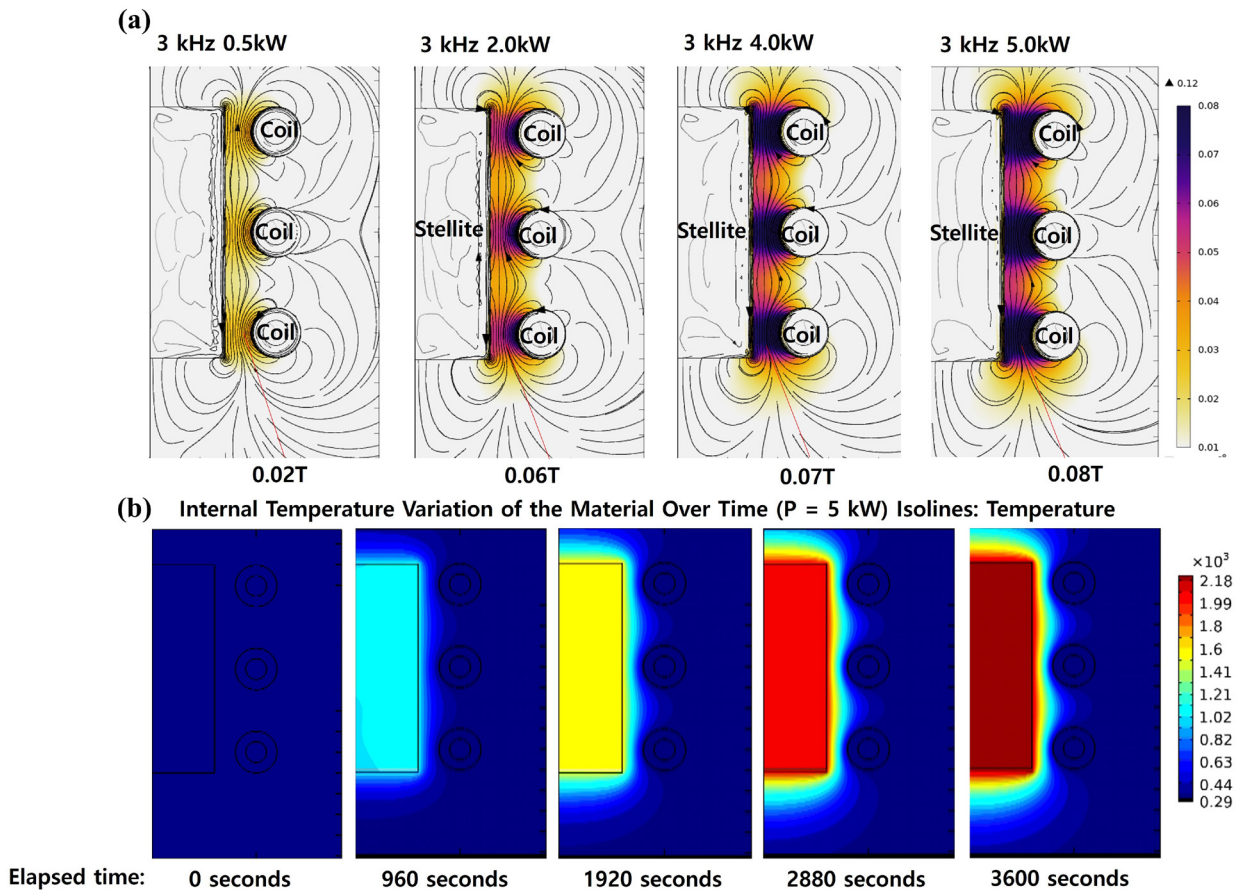 (a)
3 kHz 0.5kW
3 kHz 2.0kW
3 kHz 4.0kW
3 kHz 5.0kW
▲ 0.12
Coil
Coil
Coil
Coil
Stellite
Coil
Coil
Coil
Stellite
Coil
Coil
Coil
Stellite
Coil
Coil
0.08
0.07
0.06
0.05
0.04
0.03
0.02
0.01
0.02T
0.06T
0.07T
0.08T
(b) Internal Temperature Variation of the Material Over Time (P = 5 kW) Isolines: Temperature
×10³
2.18
1.99
1.8
1.6
1.41
1.21
1.02
0.82
0.63
0.44
0.29
Elapsed time: 0 seconds 960 seconds 1920 seconds 2880 seconds 3600 seconds